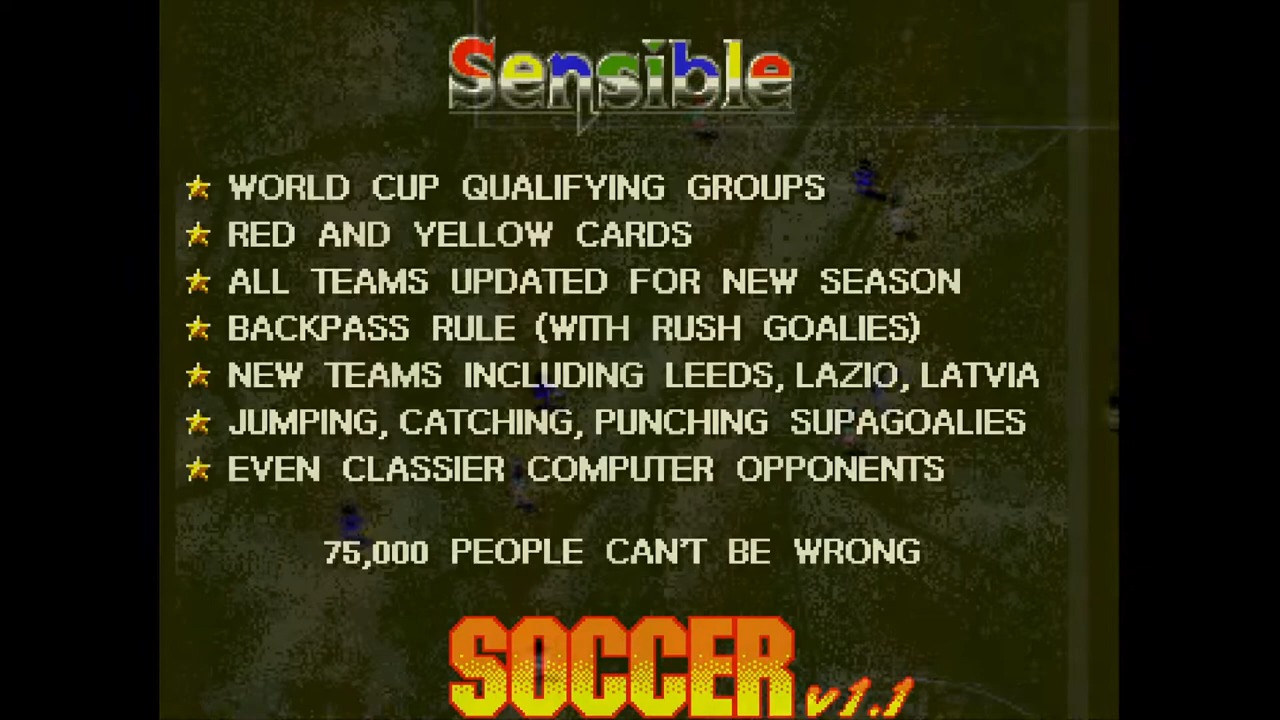 Sensible
WORLD CUP QUALIFYING GROUPS
RED AND YELLOW CARDS
ALL TEAMS UPDATED FOR NEW SEASON
BACKPASS RULE (WITH RUSH GOALIES)
NEW TEAMS INCLUDING LEEDS, LAZIO, LATVIA
JUMPING, CATCHING, PUNCHING SUPAGOALIES
EVEN CLASSIER COMPUTER OPPONENTS
75,000 PEOPLE CAN'T BE WRONG
SOCCER v1.1